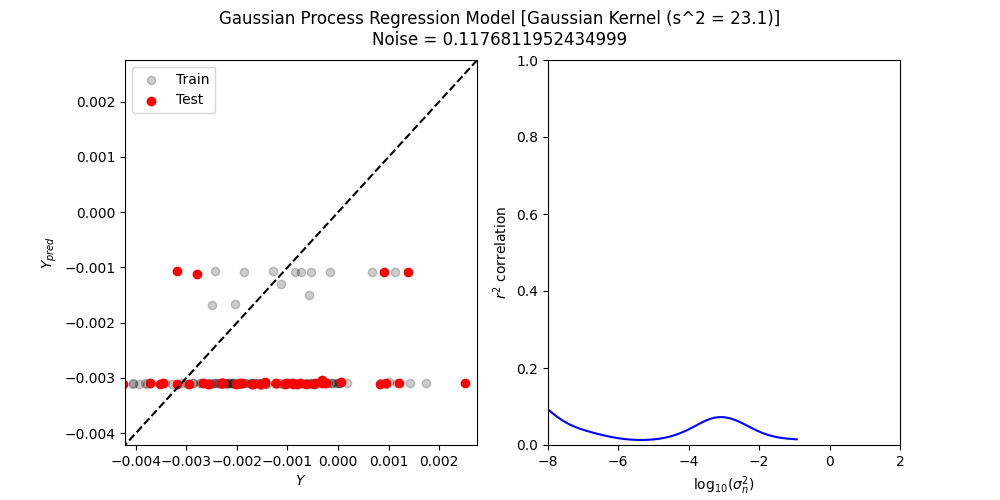 Gaussian Process Regression Model [Gaussian Kernel (s^2 = 23.1)]
Noise = 0.1176811952434999
Train
Test
0.002
0.001
0.000
−0.001
−0.002
−0.003
−0.004
Y_pred
−0.004 −0.003 −0.002 −0.001 0.000 0.001 0.002
Y
1.0
0.8
0.6
0.4
0.2
0.0
r² correlation
−8 −6 −4 −2 0 2
log₁₀(σₙ²)